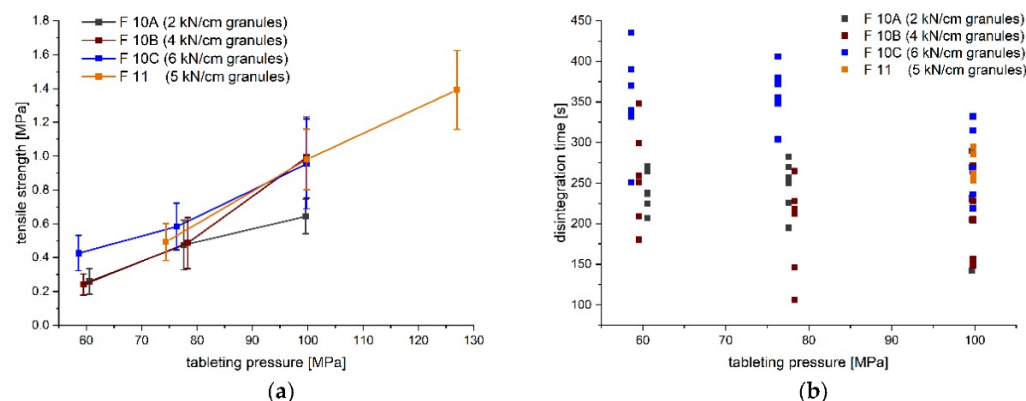 F 10A (2 kN/cm granules)
F 10B (4 kN/cm granules)
F 10C (6 kN/cm granules)
F 11 (5 kN/cm granules)
1.8
1.6
1.4
1.2
1.0
0.8
0.6
0.4
0.2
0.0
tensile strength [MPa]
60 70 80 90 100 110 120 130
tableting pressure [MPa]
(a)
F 10A (2 kN/cm granules)
F 10B (4 kN/cm granules)
F 10C (6 kN/cm granules)
F 11 (5 kN/cm granules)
450
400
350
300
250
200
150
100
disintegration time [s]
60 70 80 90 100
tableting pressure [MPa]
(b)